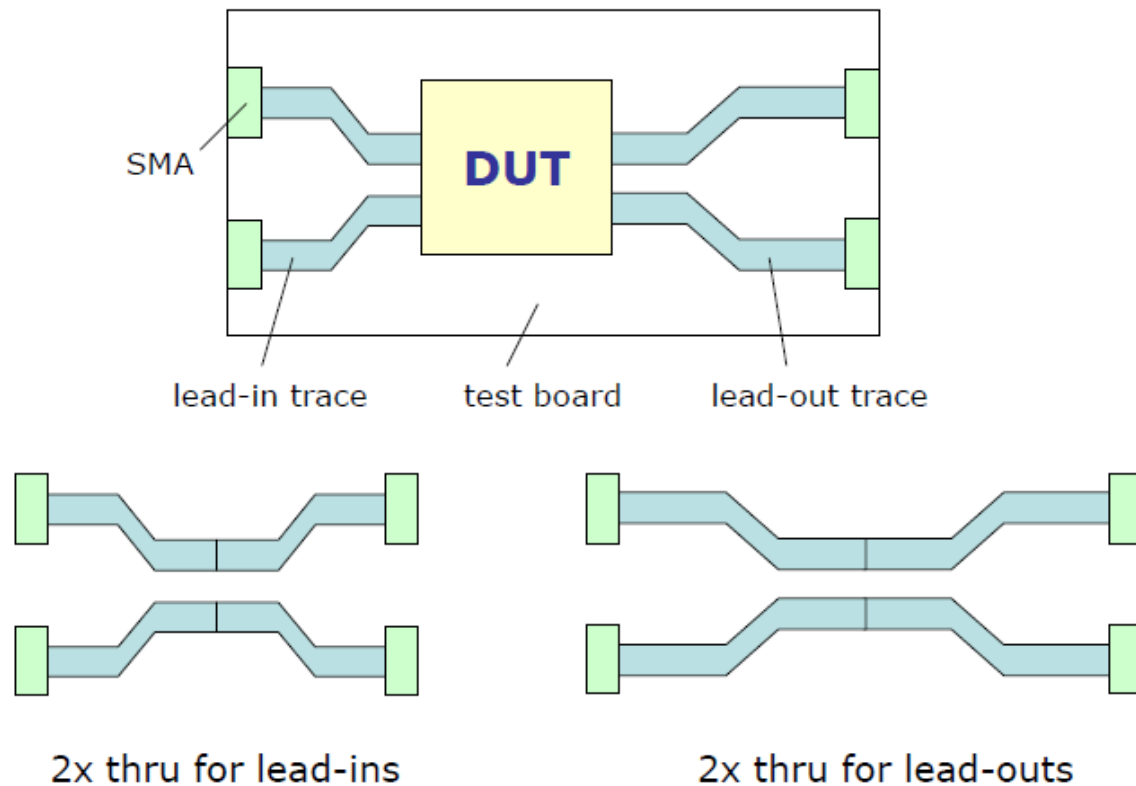 SMA
DUT
lead-in trace
test board
lead-out trace
2x thru for lead-ins
2x thru for lead-outs